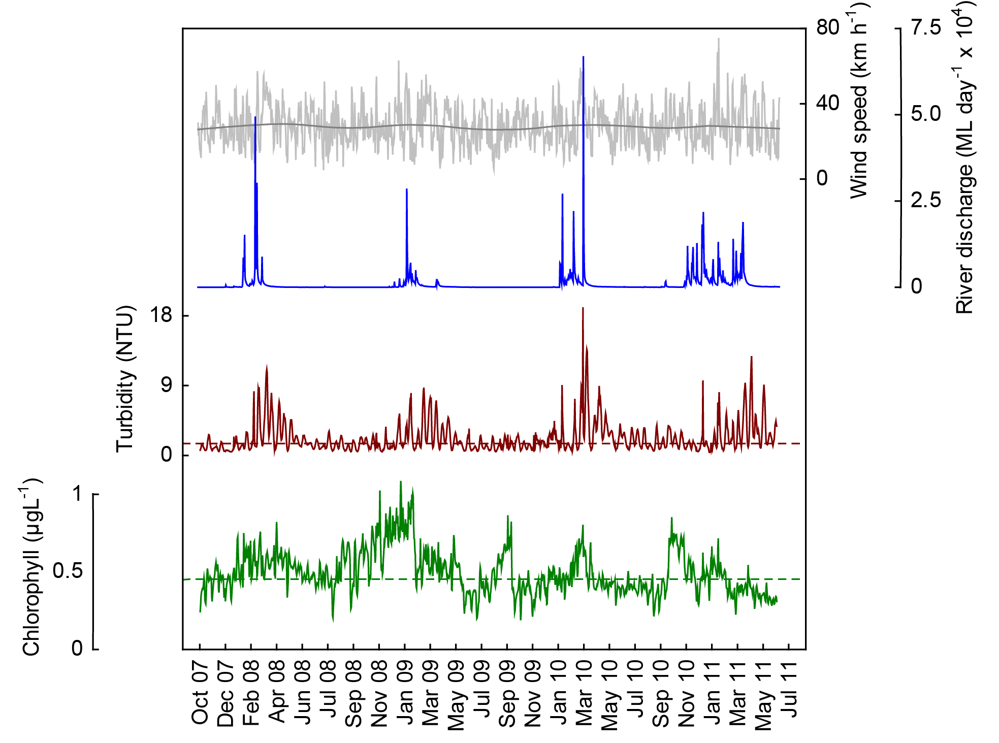 80
40
0
Wind speed (km h-1)
7.5
5.0
2.5
0
River discharge (ML day-1 x 104)
18
9
0
Turbidity (NTU)
1
0.5
0
Chlorophyll (µgL-1)
Oct 07
Dec 07
Feb 08
Apr 08
Jun 08
Jul 08
Sep 08
Nov 08
Jan 09
Mar 09
May 09
Jul 09
Sep 09
Nov 09
Jan 10
Mar 10
May 10
Jul 10
Sep 10
Nov 10
Jan 11
Mar 11
May 11
Jul 11